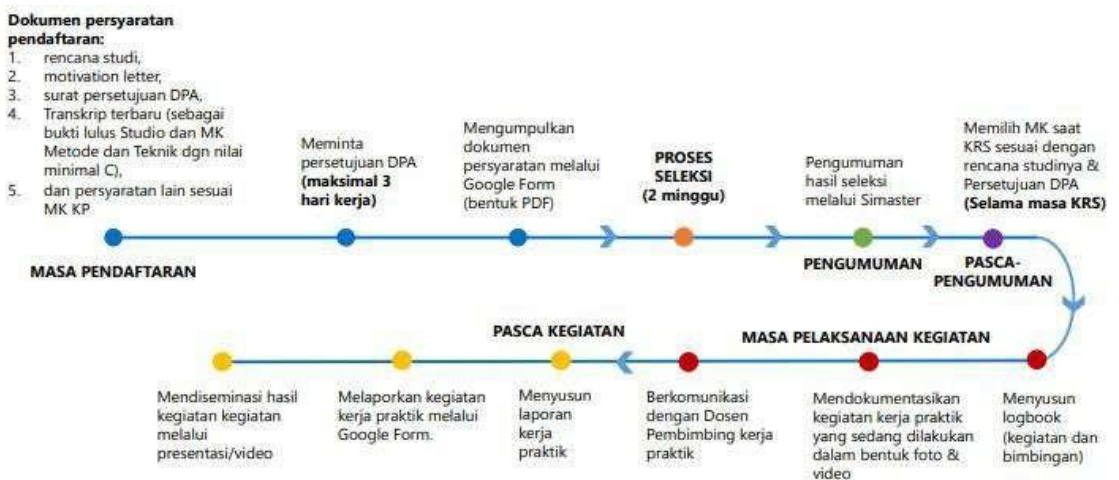 Dokumen persyaratan
pendaftaran:
1. rencana studi,
2. motivation letter,
3. surat persetujuan DPA,
4. Transkrip terbaru (sebagai
bukti lulus Studio dan MK
Metode dan Teknik dgn nilai
minimal C),
5. dan persyaratan lain sesuai
MK KP
Meminta
persetujuan DPA
(maksimal 3
hari kerja)
Mengumpulkan
dokumen
persyaratan melalui
Google Form
(bentuk PDF)
PROSES
SELEKSI
(2 minggu)
Pengumuman
hasil seleksi
melalui Simaster
Memilih MK saat
KRS sesuai dengan
rencana studinya &
Persetujuan DPA
(Selama masa KRS)
MASA PENDAFTARAN
PENGUMUMAN
PASCA-
PENGUMUMAN
MASA PELAKSANAAN KEGIATAN
PASCA KEGIATAN
Menyusun
logbook
(kegiatan dan
bimbingan)
Mendokumentasikan
kegiatan kerja praktik
yang sedang dilakukan
dalam bentuk foto &
video
Berkomunikasi
dengan Dosen
Pembimbing kerja
praktik
Menyusun
laporan
kerja
praktik
Melaporkan kegiatan
kerja praktik melalui
Google Form.
Mendiseminasi hasil
kegiatan kegiatan
melalui
presentasi/video